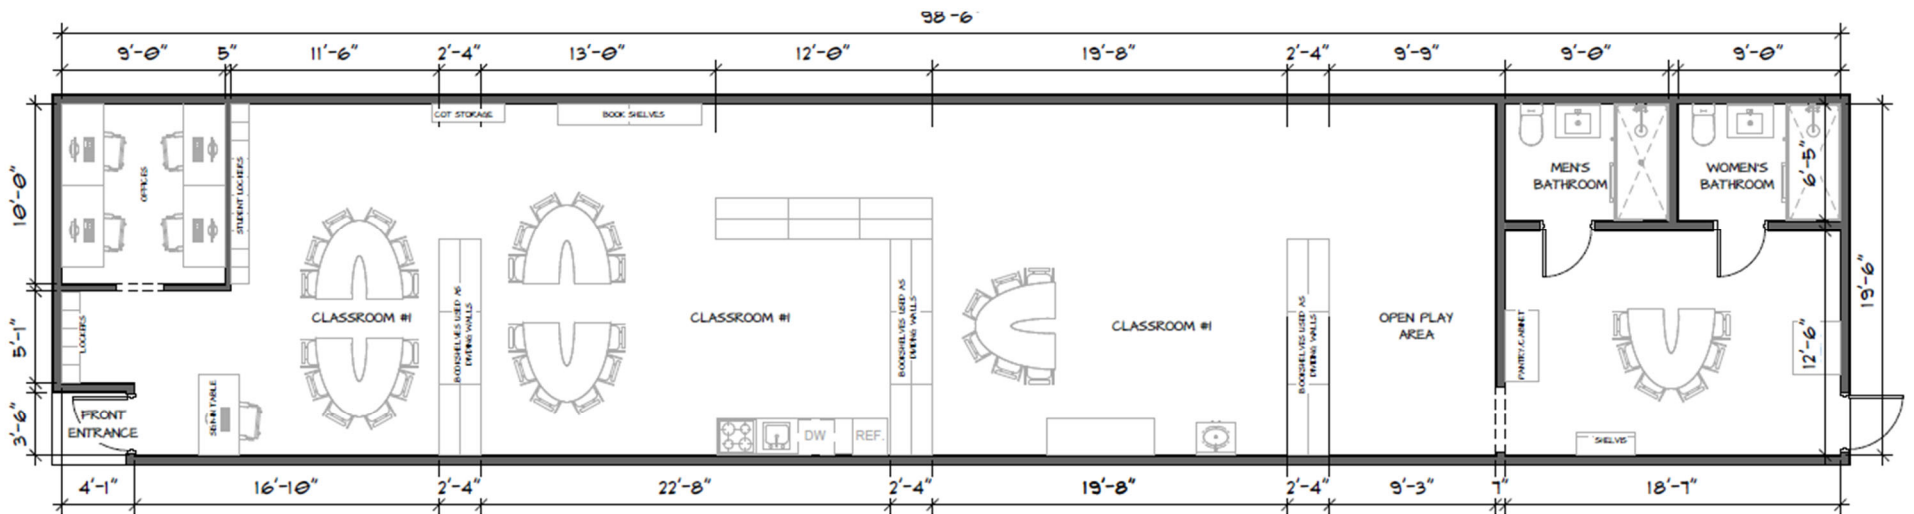 98'-6"
9'-0" 5" 11'-6" 2'-4" 13'-0" 12'-0" 19'-8" 2'-4" 9'-9" 9'-0" 9'-0"
COT STORAGE
BOOK SHELVES
10'-0"
OFFICES
STUDENT LOCKERS
MEN'S
BATHROOM
WOMEN'S
BATHROOM
6'-5"
19'-6"
5'-1"
LOCKERS
CLASSROOM #1
BOOKSHELVES USED AS
DIVIDING WALLS
CLASSROOM #1
BOOKSHELVES USED AS
DIVIDING WALLS
CLASSROOM #1
BOOKSHELVES USED AS
DIVIDING WALLS
OPEN PLAY
AREA
PANTRY/CABINET
12'-6"
3'-6"
FRONT
ENTRANCE
SIGN-IN TABLE
DW
REF.
SHELVES
4'-1" 16'-10" 2'-4" 22'-8" 2'-4" 19'-8" 2'-4" 9'-3" 7" 18'-7"